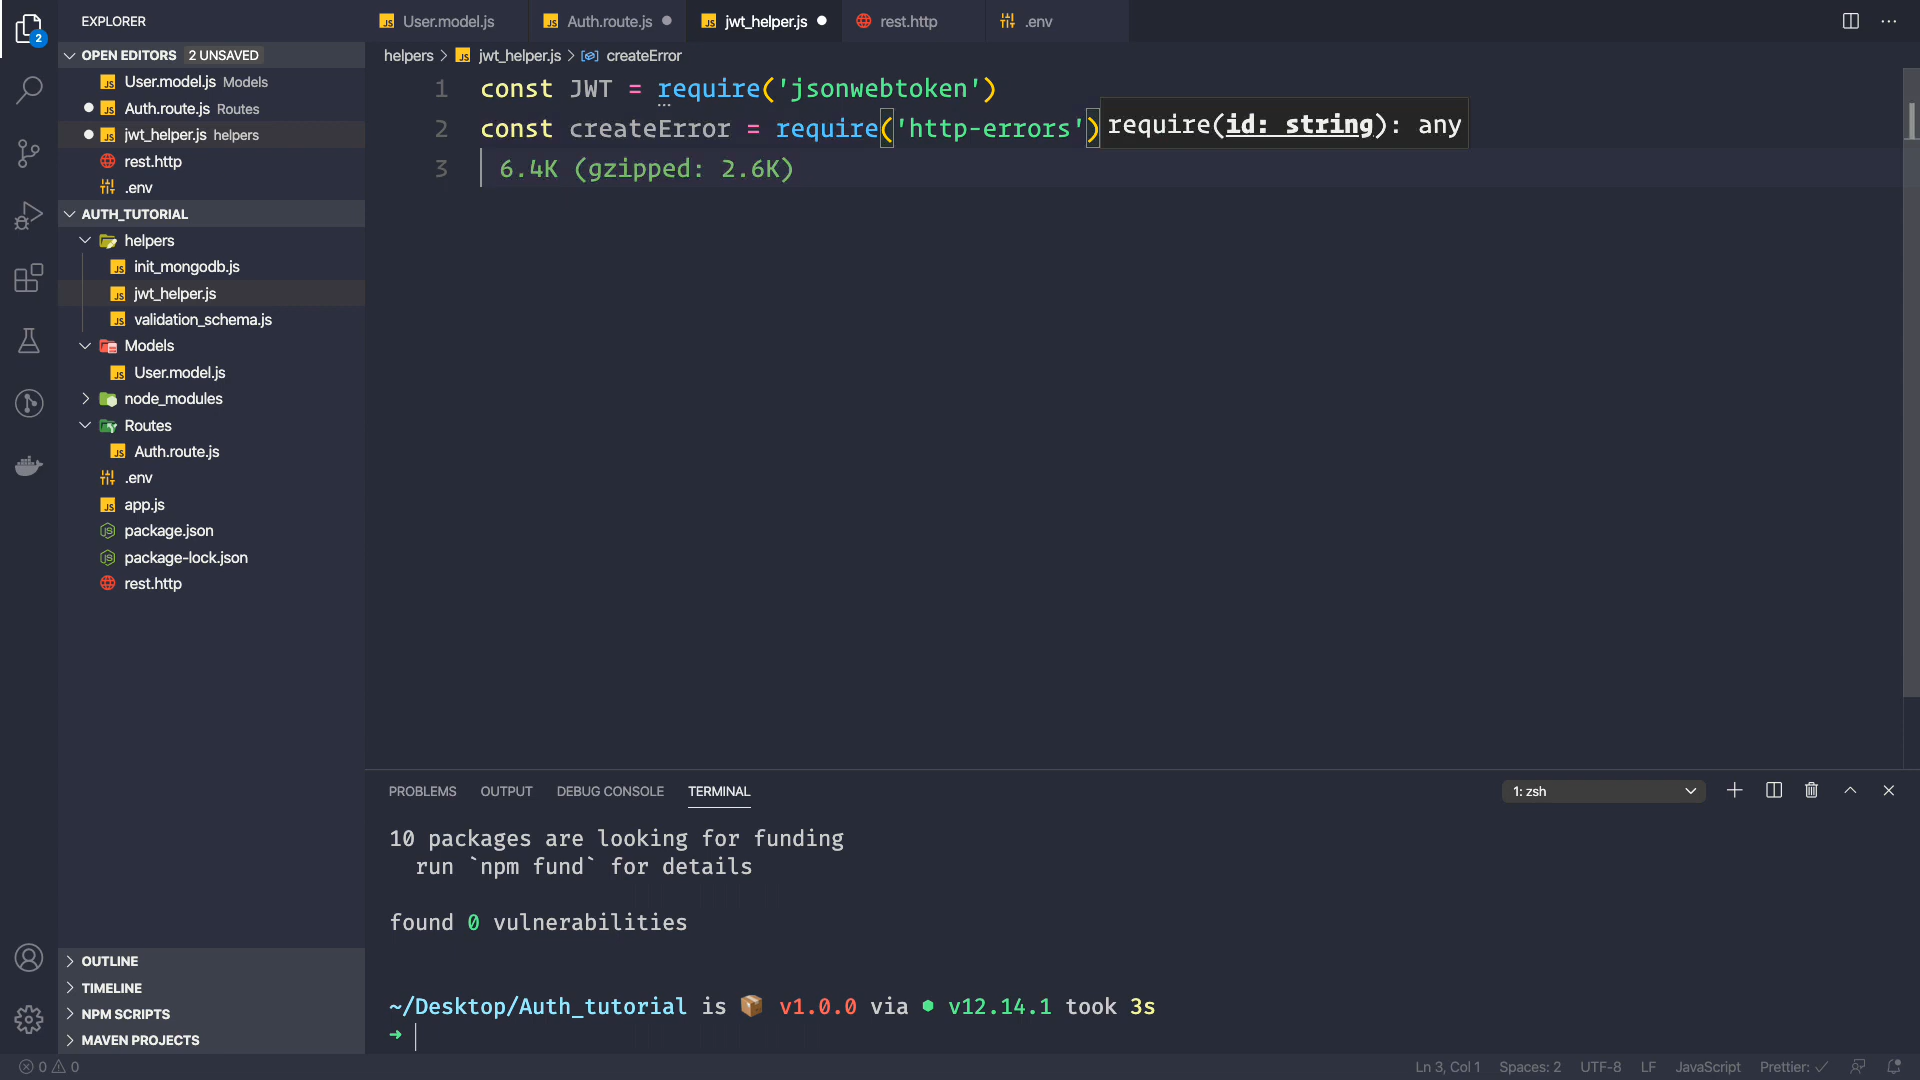 EXPLORER
2
OPEN EDITORS 2 UNSAVED
User.model.js Models
Auth.route.js Routes
jwt_helper.js helpers
rest.http
.env
AUTH_TUTORIAL
helpers
init_mongodb.js
jwt_helper.js
validation_schema.js
Models
User.model.js
node_modules
Routes
Auth.route.js
.env
app.js
package.json
package-lock.json
rest.http
OUTLINE
TIMELINE
NPM SCRIPTS
MAVEN PROJECTS
User.model.js Auth.route.js jwt_helper.js rest.http .env
helpers > jwt_helper.js > createError
1 const JWT = require('jsonwebtoken')
2 const createError = require('http-errors')
require(id: string): any
3 6.4K (gzipped: 2.6K)
PROBLEMS OUTPUT DEBUG CONSOLE TERMINAL 1: zsh
10 packages are looking for funding
run `npm fund` for details
found 0 vulnerabilities
~/Desktop/Auth_tutorial is 📦 v1.0.0 via ⬢ v12.14.1 took 3s
➜
0 0 Ln 3, Col 1 Spaces: 2 UTF-8 LF JavaScript Prettier: ✓